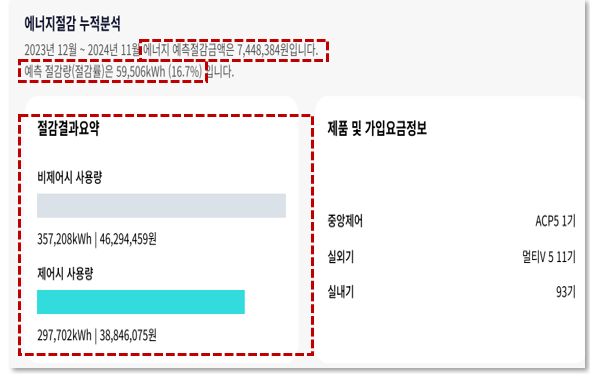 에너지절감 누적분석
2023년 12월 ~ 2024년 11월 에너지 예측절감금액은 7,448,384원입니다.
예측 절감량(절감률)은 59,506kWh (16.7%) 입니다.
절감결과요약
비제어시 사용량
357,208kWh | 46,294,459원
제어시 사용량
297,702kWh | 38,846,075원
제품 및 가입요금정보
중앙제어 ACP5 1기
실외기 멀티V 5 11기
실내기 93기